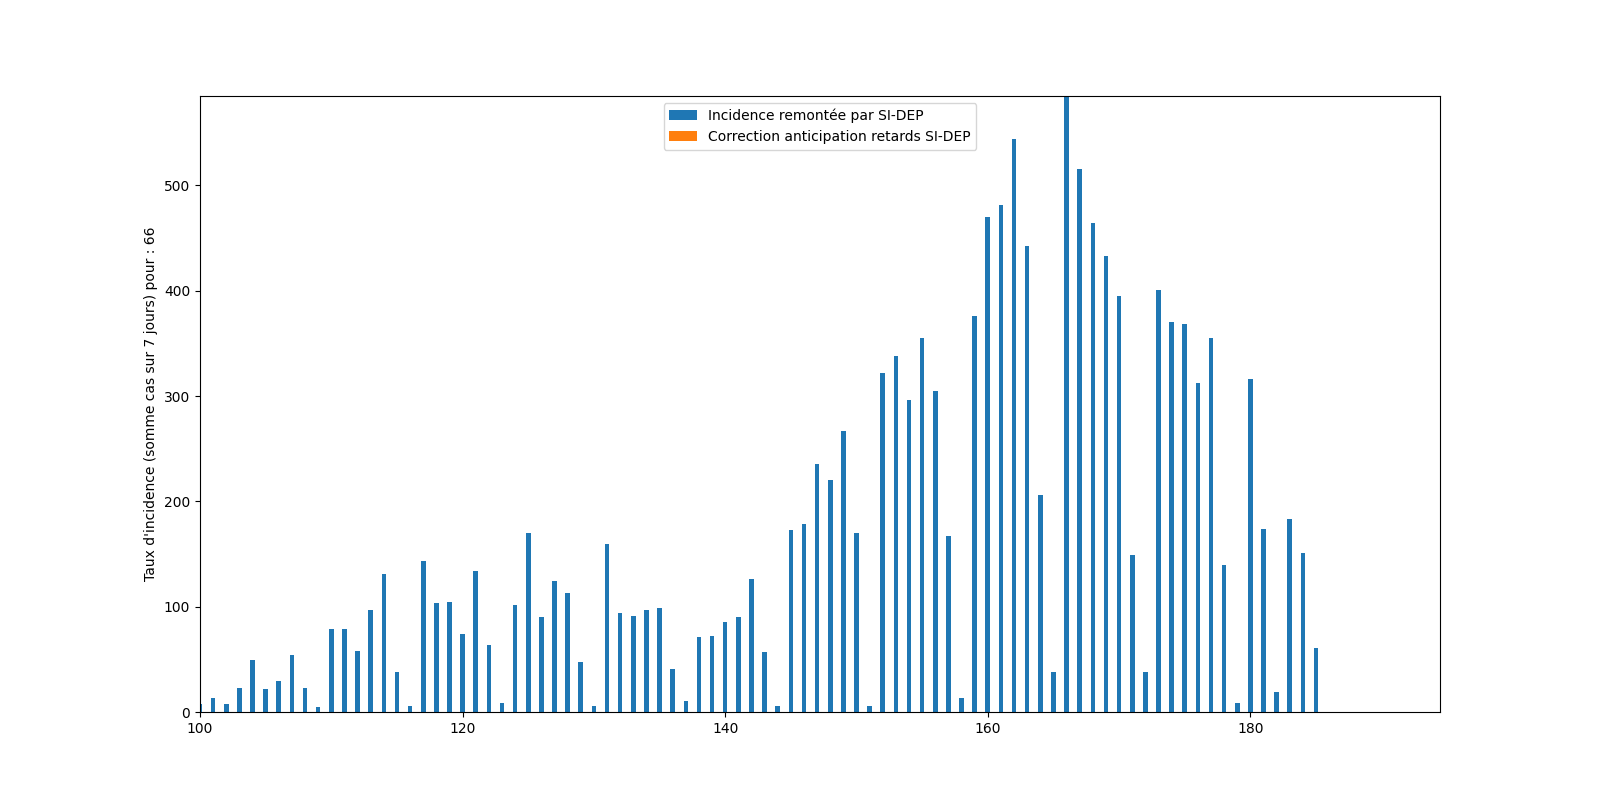 Incidence remontée par SI-DEP
Correction anticipation retards SI-DEP
Taux d'incidence (somme cas sur 7 jours) pour : 66
500
400
300
200
100
0
100 120 140 160 180